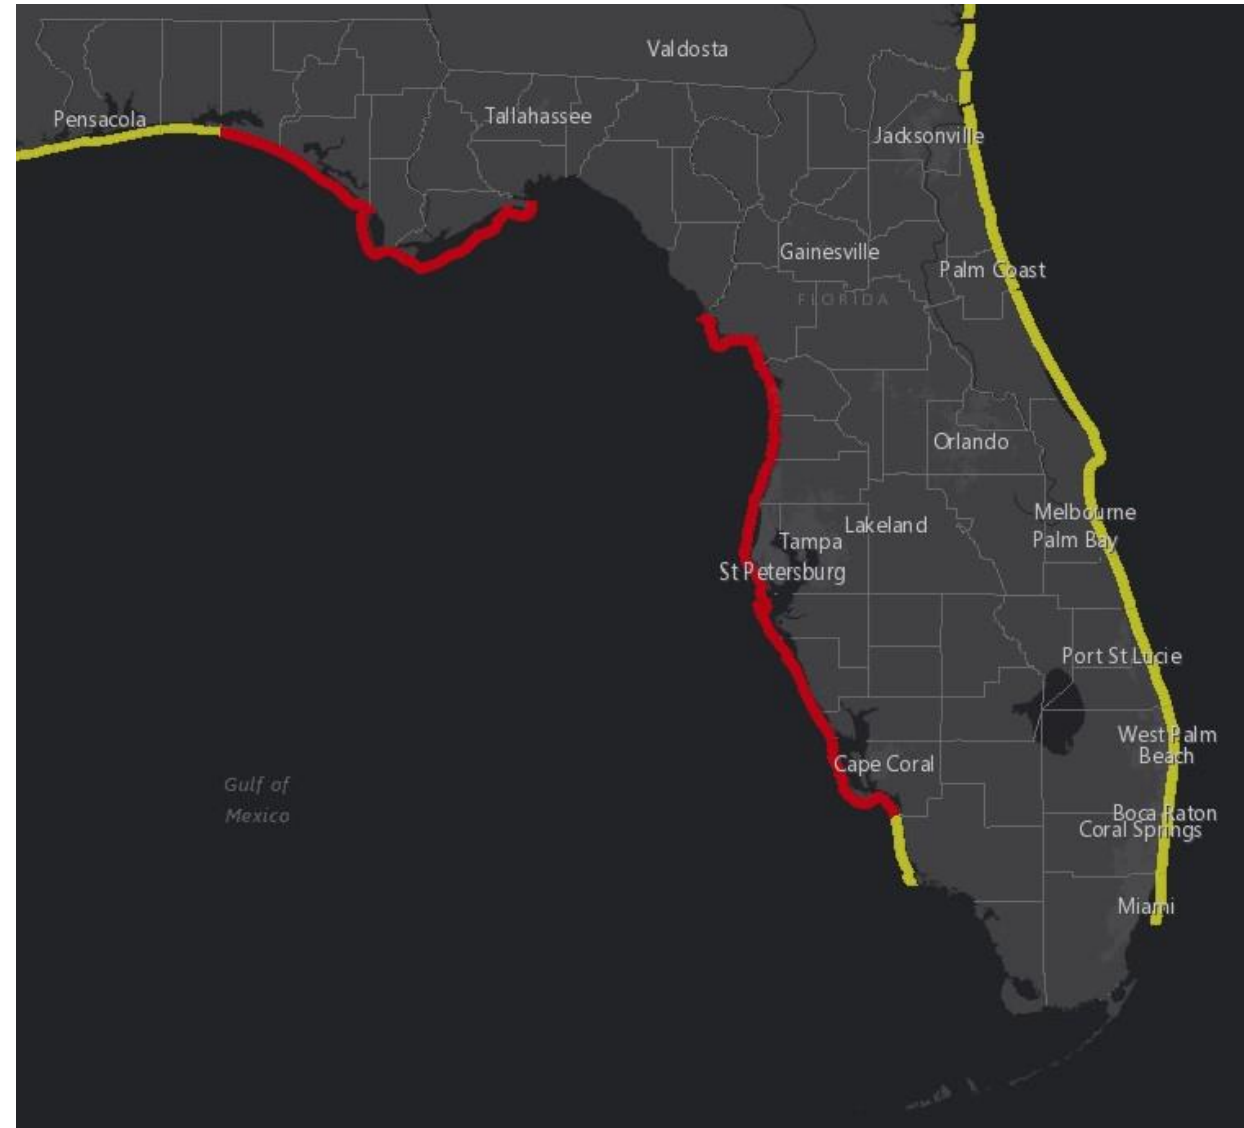 Valdosta
Pensacola
Tallahassee
Jacksonville
Gainesville
Palm Coast
FLORIDA
Orlando
Melbourne
Lakeland
Tampa
Palm Bay
St Petersburg
Port St Lucie
West Palm
Beach
Cape Coral
Gulf of
Mexico
Boca Raton
Coral Springs
Miami